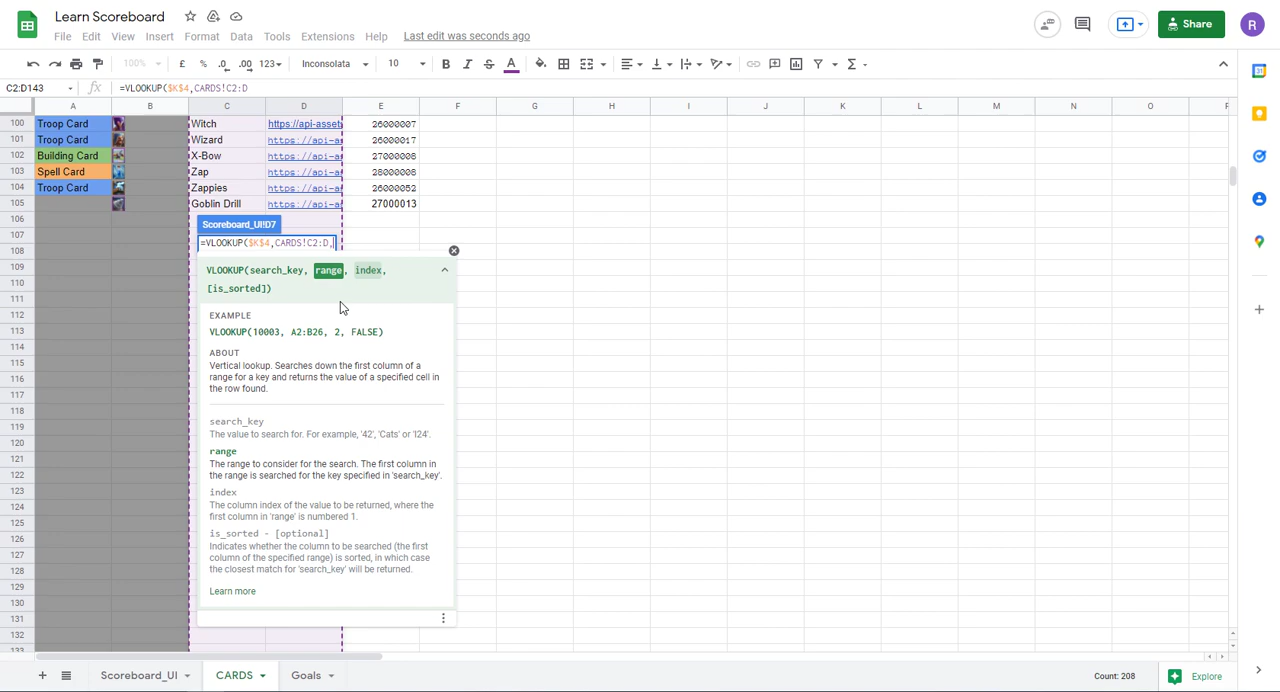 Learn Scoreboard
File Edit View Insert Format Data Tools Extensions Help Last edit was seconds ago
Share
R
100% £ % .0 .00 123 Inconsolata 10 B I S A Σ
C2:D143 fx =VLOOKUP($K$4,CARDS!C2:D
A B C D E F G H I J K L M N O F
100 Troop Card Witch https://api-asset 26000007
101 Troop Card Wizard https://api-a 26000017
102 Building Card X-Bow https://api-a 27000008
103 Spell Card Zap https://api-a 28000008
104 Troop Card Zappies https://api-a 26000052
105 Goblin Drill https://api-a 27000013
106
107 Scoreboard_UI!D7
108 =VLOOKUP($K$4,CARDS!C2:D,
109 VLOOKUP(search_key, range, index,
110 [is_sorted])
111
112 EXAMPLE
113 VLOOKUP(10003, A2:B26, 2, FALSE)
114 ABOUT
115 Vertical lookup. Searches down the first column of a
116 range for a key and returns the value of a specified cell in
the row found.
117
118
119 search_key
The value to search for. For example, '42', 'Cats' or 'I24'.
120
121 range
The range to consider for the search. The first column in
122 the range is searched for the key specified in 'search_key'.
123 index
124 The column index of the value to be returned, where the
first column in 'range' is numbered 1.
125
126 is_sorted - [optional]
127 Indicates whether the column to be searched (the first
column of the specified range) is sorted, in which case
128 the closest match for 'search_key' will be returned.
129 Learn more
130
131
132
133
Scoreboard_UI CARDS Goals Count: 208 Explore